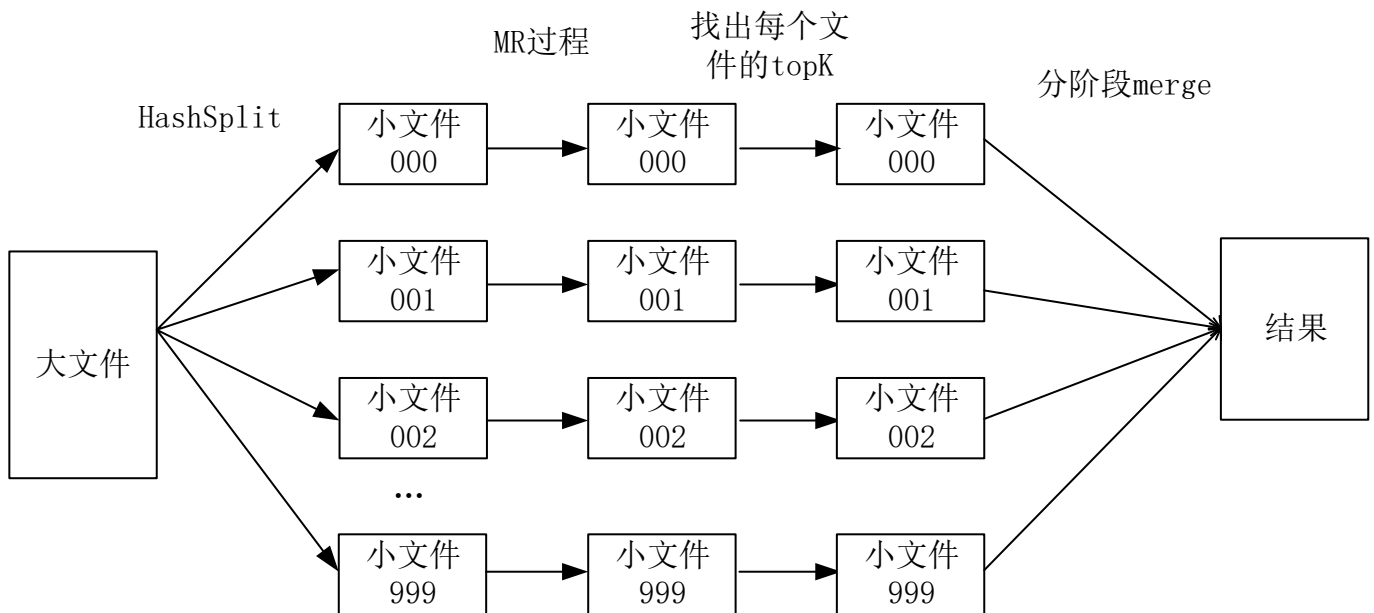 MR过程
找出每个文
件的topK
分阶段merge
HashSplit
小文件
000
小文件
000
小文件
000
小文件
001
小文件
001
小文件
001
大文件
结果
小文件
002
小文件
002
小文件
002
...
小文件
999
小文件
999
小文件
999